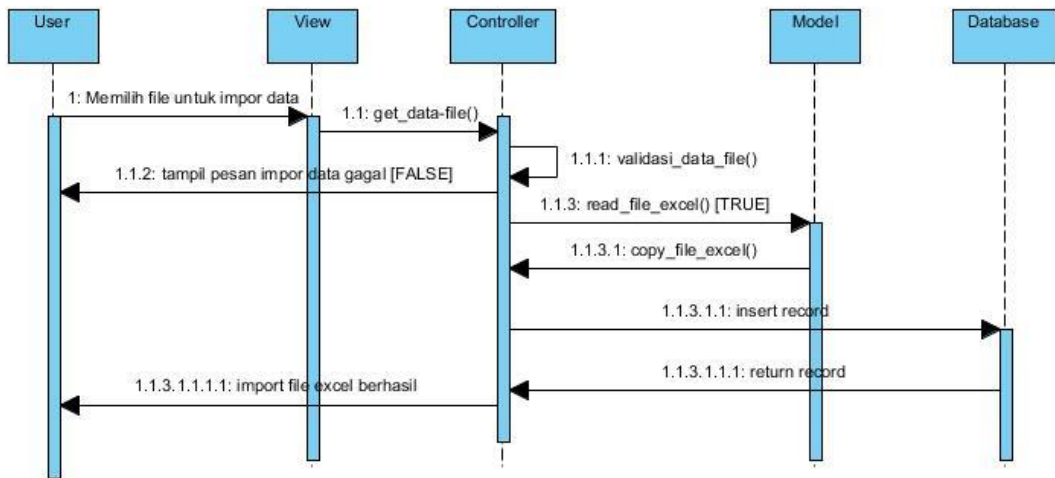 User
View
Controller
Model
Database
1: Memilih file untuk impor data
1.1: get_data-file()
1.1.1: validasi_data_file()
1.1.2: tampil pesan impor data gagal [FALSE]
1.1.3: read_file_excel() [TRUE]
1.1.3.1: copy_file_excel()
1.1.3.1.1: insert record
1.1.3.1.1.1: return record
1.1.3.1.1.1.1: import file excel berhasil